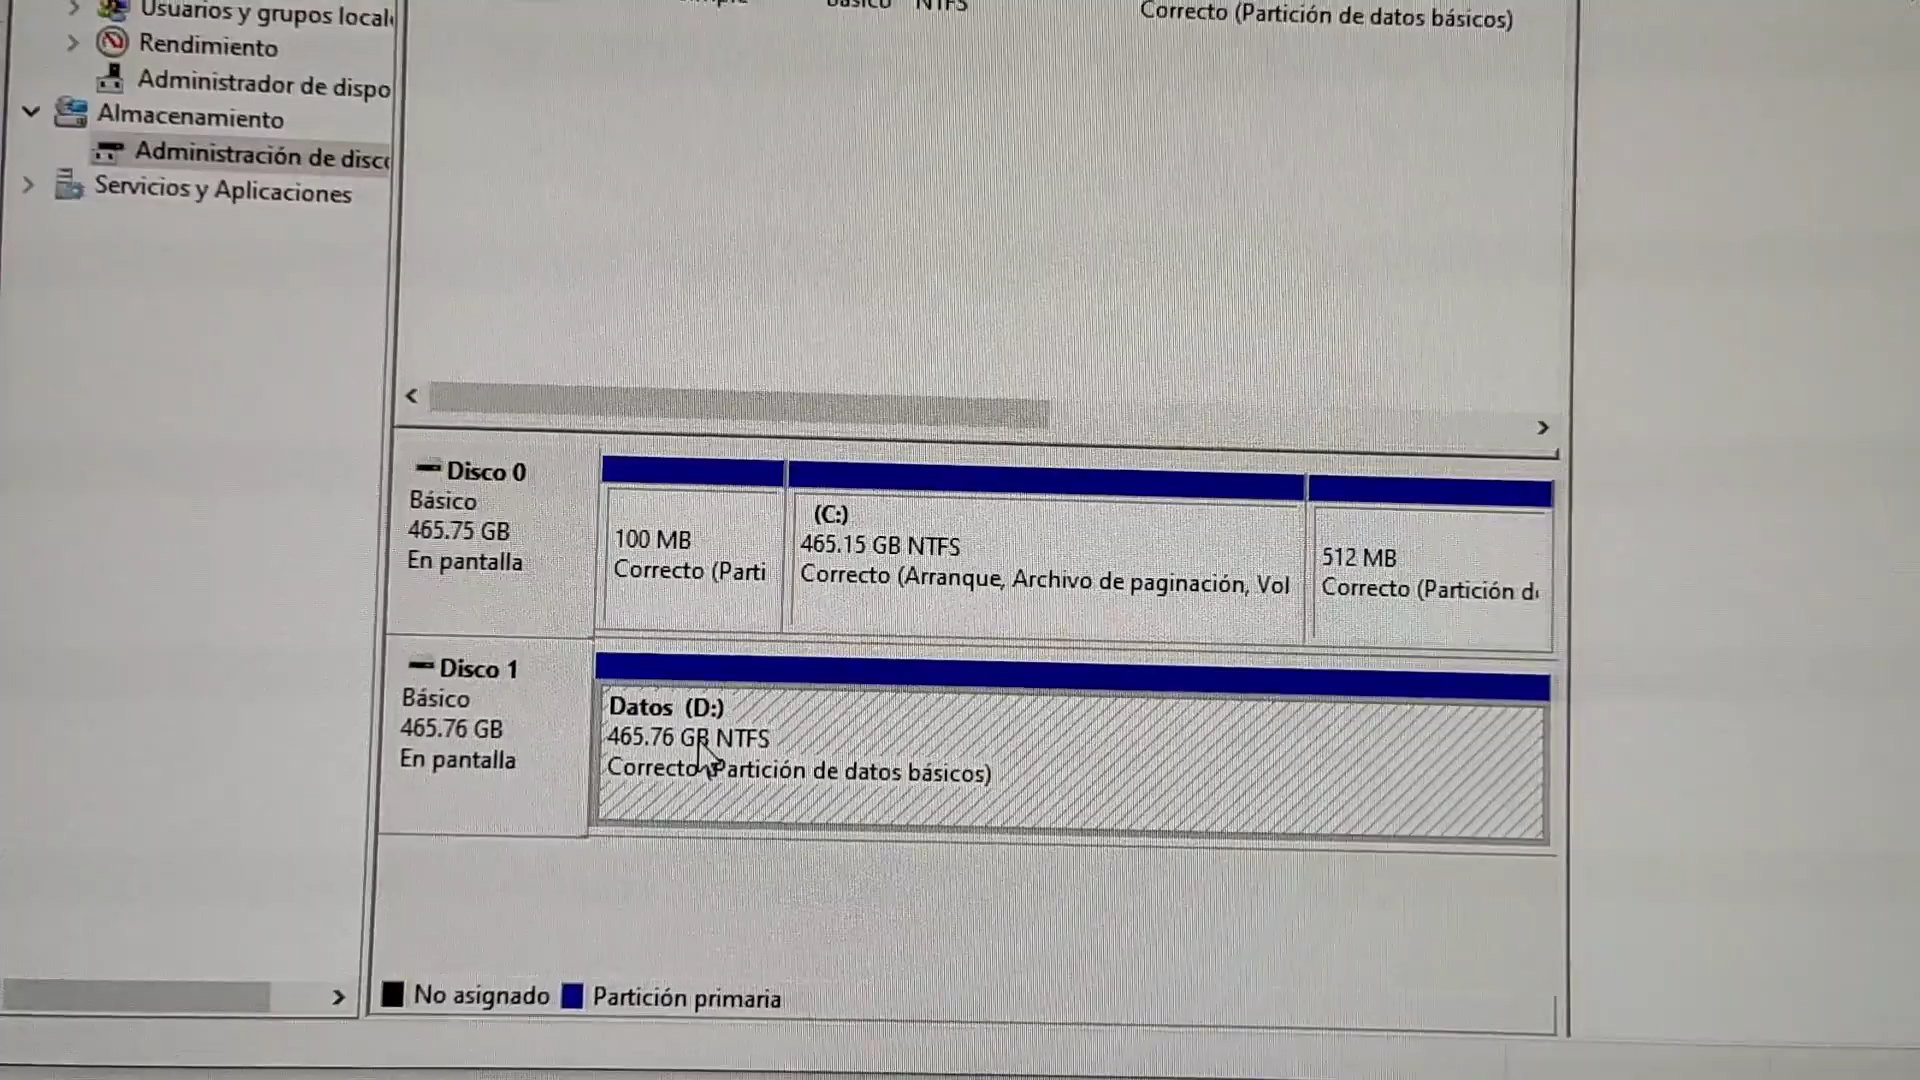 Usuarios y grupos local
Rendimiento
Administrador de dispo
Almacenamiento
Administración de disc
Servicios y Aplicaciones
Básico NTFS
Correcto (Partición de datos básicos)
Disco 0
Básico
465.75 GB
En pantalla
100 MB
Correcto (Parti
(C:)
465.15 GB NTFS
Correcto (Arranque, Archivo de paginación, Vol
512 MB
Correcto (Partición d
Disco 1
Básico
465.76 GB
En pantalla
Datos (D:)
465.76 GB NTFS
Correcto (Partición de datos básicos)
No asignado
Partición primaria